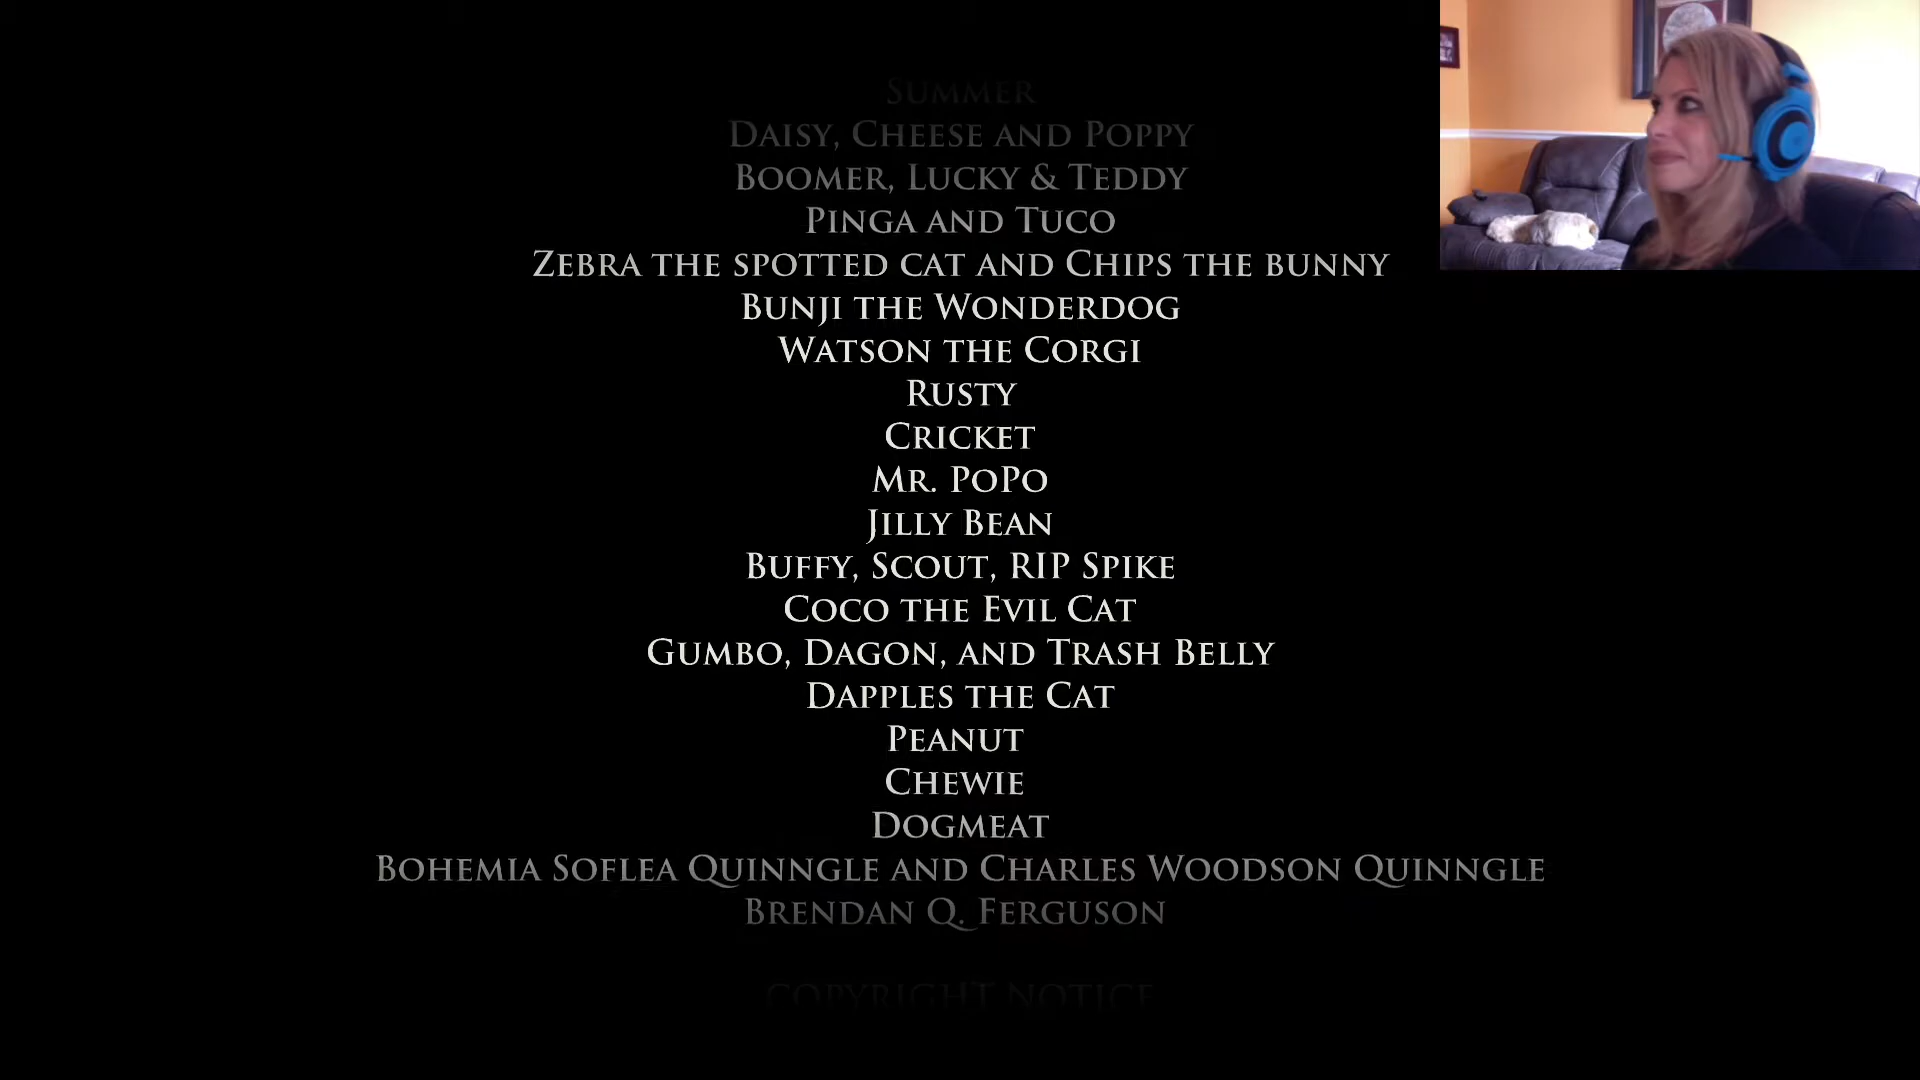 Summer
Daisy, Cheese and Poppy
Boomer, Lucky & Teddy
Pinga and Tuco
Zebra the spotted cat and Chips the bunny
Bunji the Wonderdog
Watson the Corgi
Rusty
Cricket
Mr. PoPo
Jilly Bean
Buffy, Scout, RIP Spike
Coco the Evil Cat
Gumbo, Dagon, and Trash Belly
Dapples the Cat
Peanut
Chewie
Dogmeat
Bohemia Soflea Quinngle and Charles Woodson Quinngle
Brendan Q. Ferguson
COPYRIGHT NOTICE